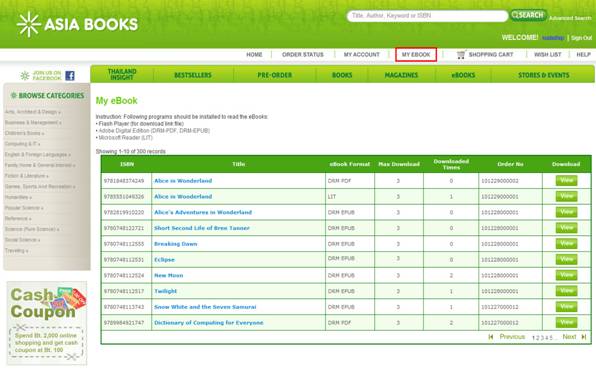 ASIA BOOKS
Title, Author, Keyword or ISBN
SEARCH
Advanced Search
WELCOME!
| Sign Out
HOME
ORDER STATUS
MY ACCOUNT
MY EBOOK
SHOPPING CART
WISH LIST
HELP
JOIN US ON
FACEBOOK
THAILAND
INSIGHT
BESTSELLERS
PRE-ORDER
BOOKS
MAGAZINES
eBOOKS
STORES & EVENTS
BROWSE CATEGORIES
Arts, Architect & Design »
Business & Management »
Children's Books »
Computing & IT »
English & Foreign Languages »
Family Home & General Interest »
Fiction & Literature »
Games, Sports And Recreation »
Humanities »
Popular Science »
Reference »
Science (Pure Science) »
Social Science »
Traveling »
Cash
Coupon
Spend Bt. 2,000 online
shopping and get cash
coupon at Bt. 100
My eBook
Instruction: Following programs should be installed to read the eBooks:
• Flash Player (for download link file)
• Adobe Digital Edition (DRM-PDF, DRM-EPUB)
• Microsoft Reader (LIT)
Showing 1-10 of 300 records
ISBN Title eBook Format Max Download Downloaded Times Order No Download
9781848374249 Alice in Wonderland DRM PDF 3 0 101229000002 View
9785551049326 Alice in Wonderland LIT 3 1 101229000001 View
9782819910220 Alice's Adventures in Wonderland DRM EPUB 3 0 101228000001 View
9780748122721 Short Second Life of Bree Tanner DRM EPUB 3 0 101228000001 View
9780748112555 Breaking Dawn DRM EPUB 3 0 101228000001 View
9780748112531 Eclipse DRM EPUB 3 0 101228000001 View
9780748112524 New Moon DRM EPUB 3 2 101228000001 View
9780748112517 Twilight DRM EPUB 3 1 101228000001 View
9780748113743 Snow White and the Seven Samurai DRM EPUB 3 1 101227000012 View
9789984921747 Dictionary of Computing for Everyone DRM PDF 3 2 101227000012 View
Previous 1 2 3 4 5 ... Next